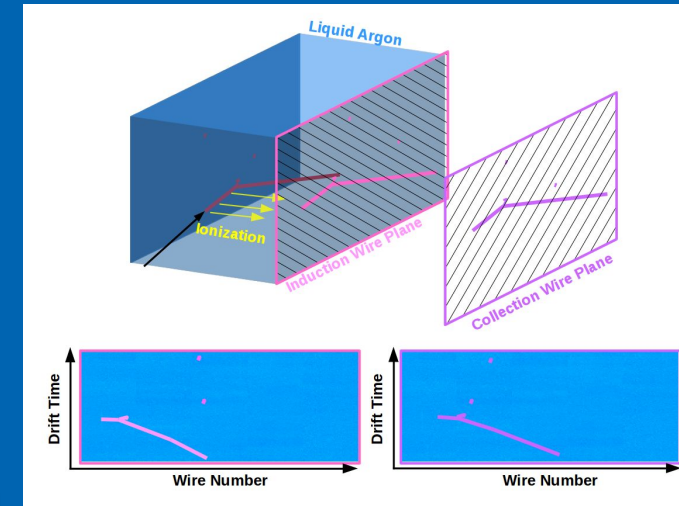 Liquid Argon
Ionization
Induction Wire Plane
Collection Wire Plane
Drift Time
Wire Number
Drift Time
Wire Number